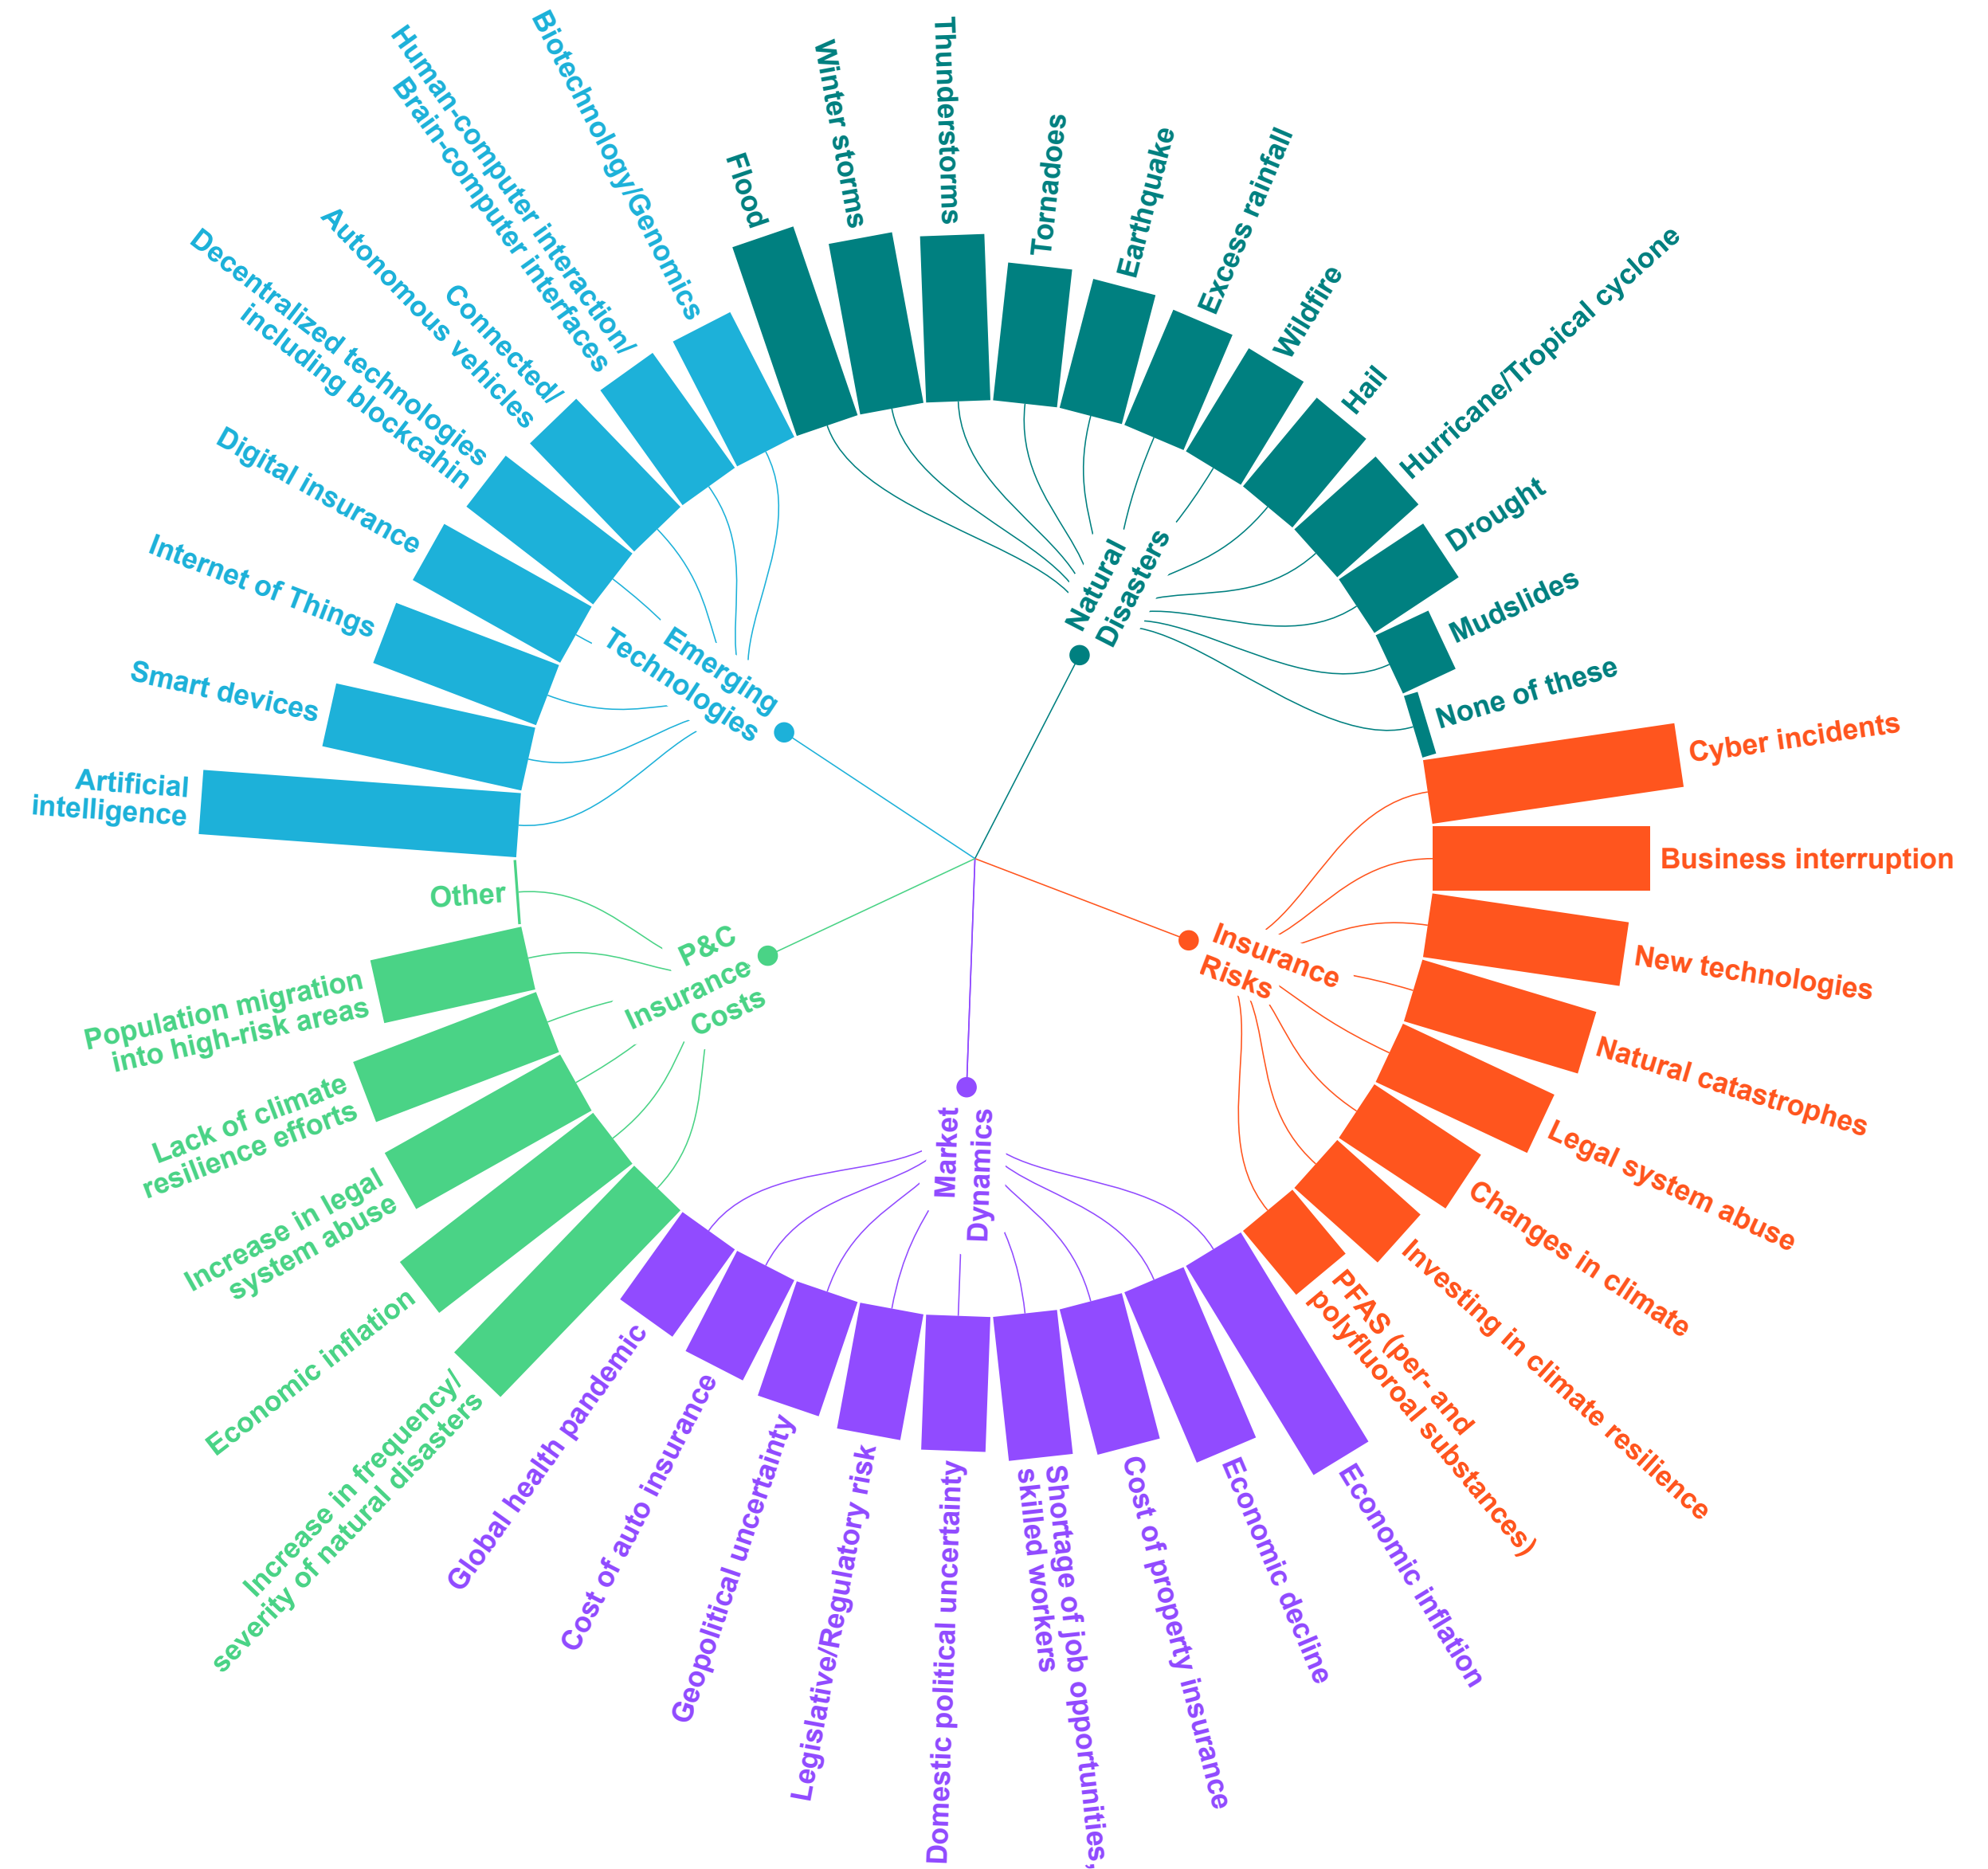 Natural
Disasters
Flood
Winter storms
Thunderstorms
Tornadoes
Earthquake
Excess rainfall
Wildfire
Hail
Hurricane/Tropical cyclone
Drought
Mudslides
None of these
Insurance
Risks
Cyber incidents
Business interruption
New technologies
Natural catastrophes
Legal system abuse
Changes in climate
Investing in climate resilience
PFAS (per- and
polyfluoroal substances)
Market
Dynamics
Economic inflation
Economic decline
Cost of property insurance
Shortage of job opportunities,
skilled workers
Domestic political uncertainty
Legislative/Regulatory risk
Geopolitical uncertainty
Cost of auto insurance
Global health pandemic
P&C
Insurance
Costs
Increase in frequency/
severity of natural disasters
Economic inflation
Increase in legal
system abuse
Lack of climate
resilience efforts
Population migration
into high-risk areas
Other
Emerging
Technologies
Artificial
intelligence
Smart devices
Internet of Things
Digital insurance
Decentralized technologies
including blockcahin
Connected/
Autonomous vehicles
Human-computer interaction/
Brain-computer interfaces
Biotechnology/Genomics